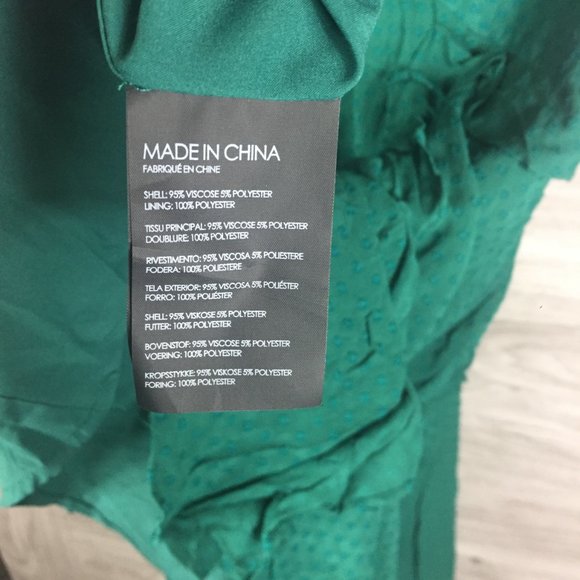 MADE IN CHINA
FABRIQUÉ EN CHINE
SHELL: 95% VISCOSE 5% POLYESTER
LINING: 100% POLYESTER
TISSU PRINCIPAL: 95% VISCOSE 5% POLYESTER
DOUBLURE: 100% POLYESTER
RIVESTIMENTO: 95% VISCOSA 5% POLIESTERE
FODERA: 100% POLIESTERE
TELA EXTERIOR: 95% VISCOSA 5% POLIÉSTER
FORRO: 100% POLIÉSTER
SHELL: 95% VISKOSE 5% POLYESTER
FUTTER: 100% POLYESTER
BOVENSTOF: 95% VISCOSE 5% POLYESTER
VOERING: 100% POLYESTER
KROPSSTYKKE: 95% VISKOSE 5% POLYESTER
FORING: 100% POLYESTER